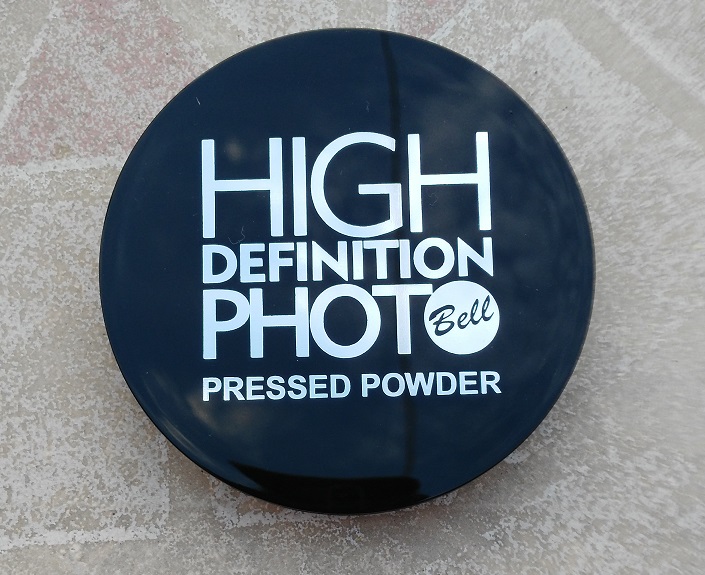 HIGH
DEFINITION
PHOTO
Bell
PRESSED POWDER